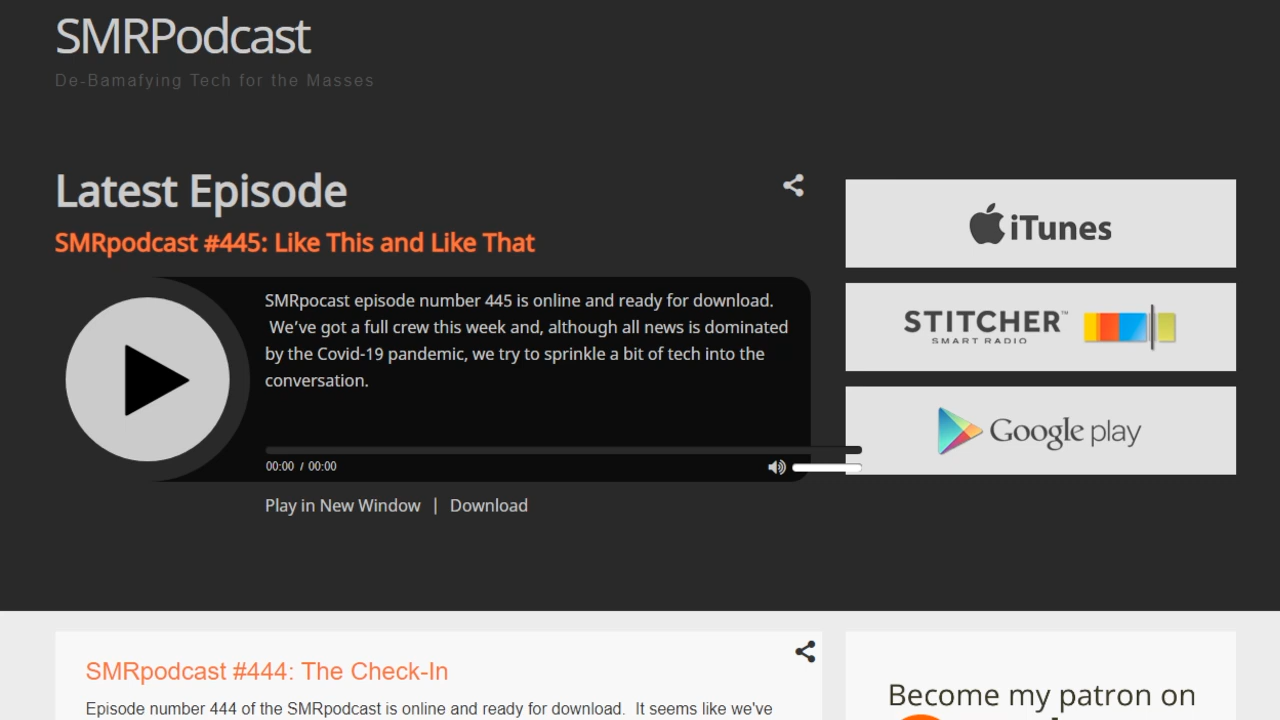 SMRPodcast
De-Bamafying Tech for the Masses
Latest Episode
SMRpodcast #445: Like This and Like That
SMRpocast episode number 445 is online and ready for download.
We've got a full crew this week and, although all news is dominated
by the Covid-19 pandemic, we try to sprinkle a bit of tech into the
conversation.
00:00 / 00:00
Play in New Window | Download
iTunes
STITCHER™
SMART RADIO
Google play
SMRpodcast #444: The Check-In
Episode number 444 of the SMRpodcast is online and ready for download. It seems like we've
Become my patron on